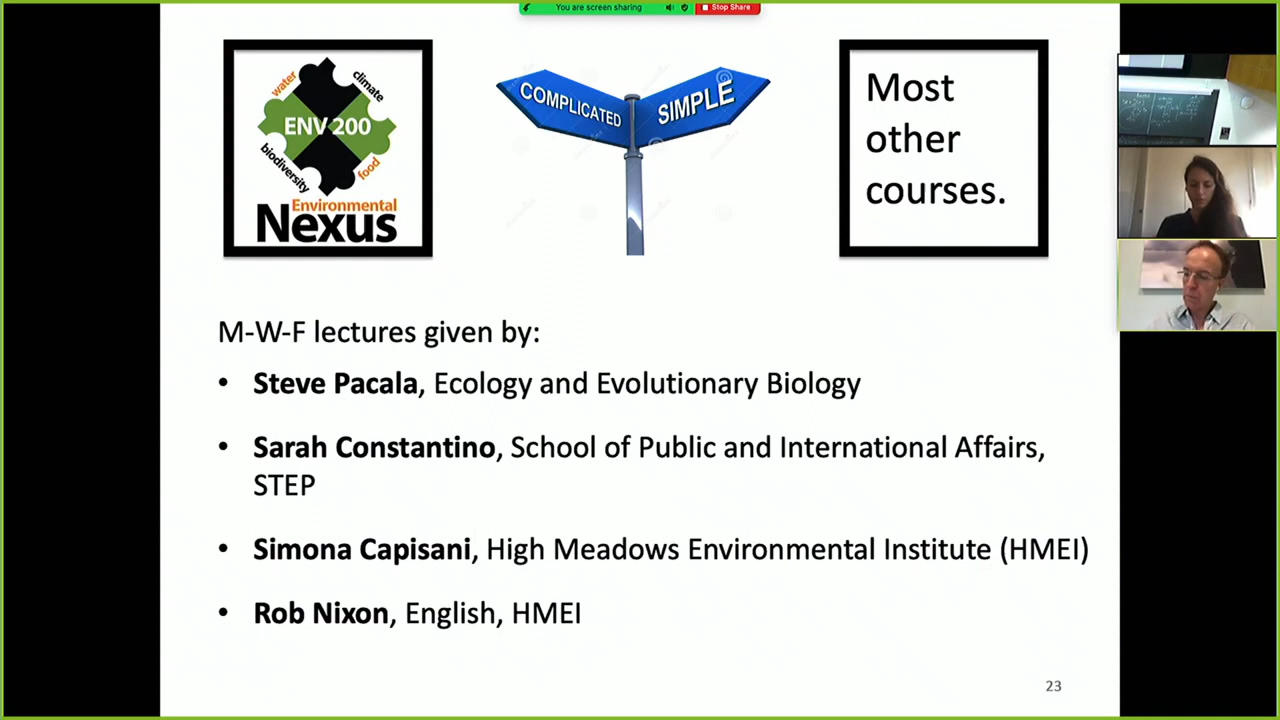 You are screen sharing
Stop Share
water
climate
ENV 200
biodiversity
food
Environmental
Nexus
COMPLICATED
SIMPLE
Most
other
courses.
M-W-F lectures given by:
• Steve Pacala, Ecology and Evolutionary Biology
• Sarah Constantino, School of Public and International Affairs,
STEP
• Simona Capisani, High Meadows Environmental Institute (HMEI)
• Rob Nixon, English, HMEI
23